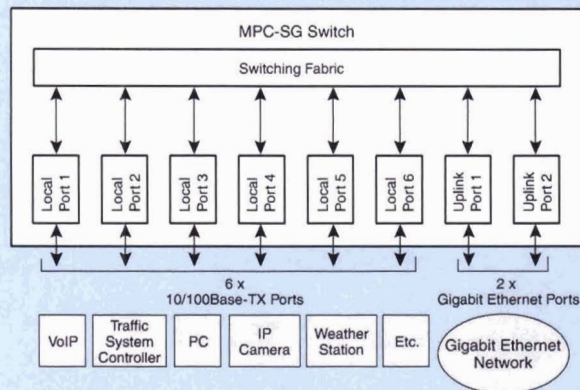 MPC-SG Switch
Switching Fabric
Local
Port 1
Local
Port 2
Local
Port 3
Local
Port 4
Local
Port 5
Local
Port 6
Uplink
Port 1
Uplink
Port 2
6 x
10/100Base-TX Ports
2 x
Gigabit Ethernet Ports
VoIP
Traffic
System
Controller
PC
IP
Camera
Weather
Station
Etc.
Gigabit Ethernet
Network